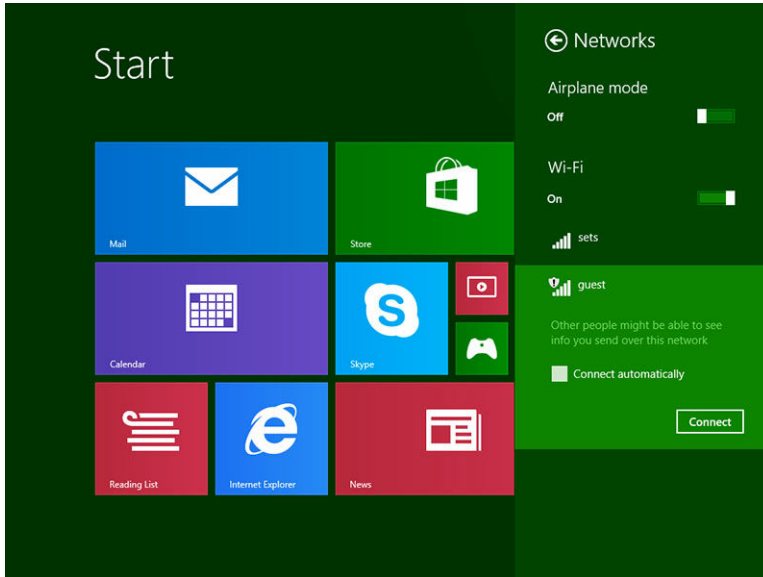 Start
Mail
Store
Calendar
Skype
Reading List
Internet Explorer
News
Networks
Airplane mode
Off
Wi-Fi
On
sets
guest
Other people might be able to see
info you send over this network
Connect automatically
Connect